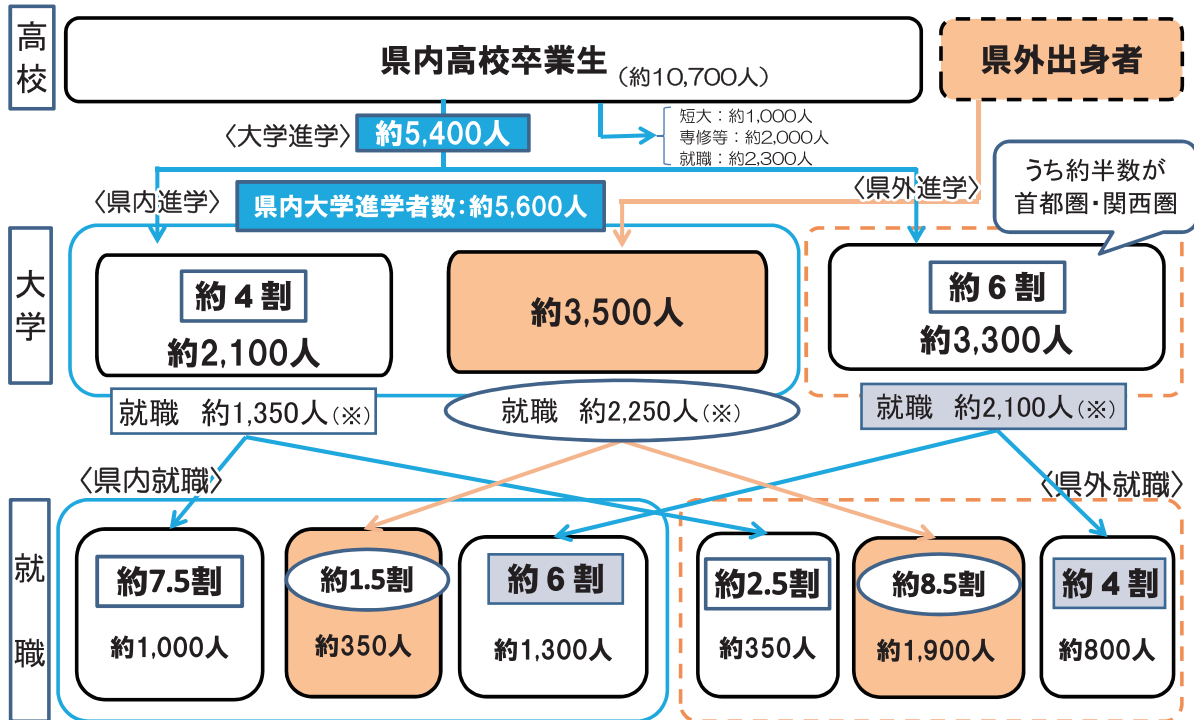 高校
県内高校卒業生(約10,700人)
県外出身者
〈大学進学〉
約5,400人
短大:約1,000人
専修等:約2,000人
就職:約2,300人
〈県内進学〉
県内大学進学者数:約5,600人
〈県外進学〉
うち約半数が
首都圏・関西圏
大学
約4割
約2,100人
約3,500人
約6割
約3,300人
就職 約1,350人(※)
就職 約2,250人(※)
就職 約2,100人(※)
〈県内就職〉
〈県外就職〉
就職
約7.5割
約1,000人
約1.5割
約350人
約6割
約1,300人
約2.5割
約350人
約8.5割
約1,900人
約4割
約800人